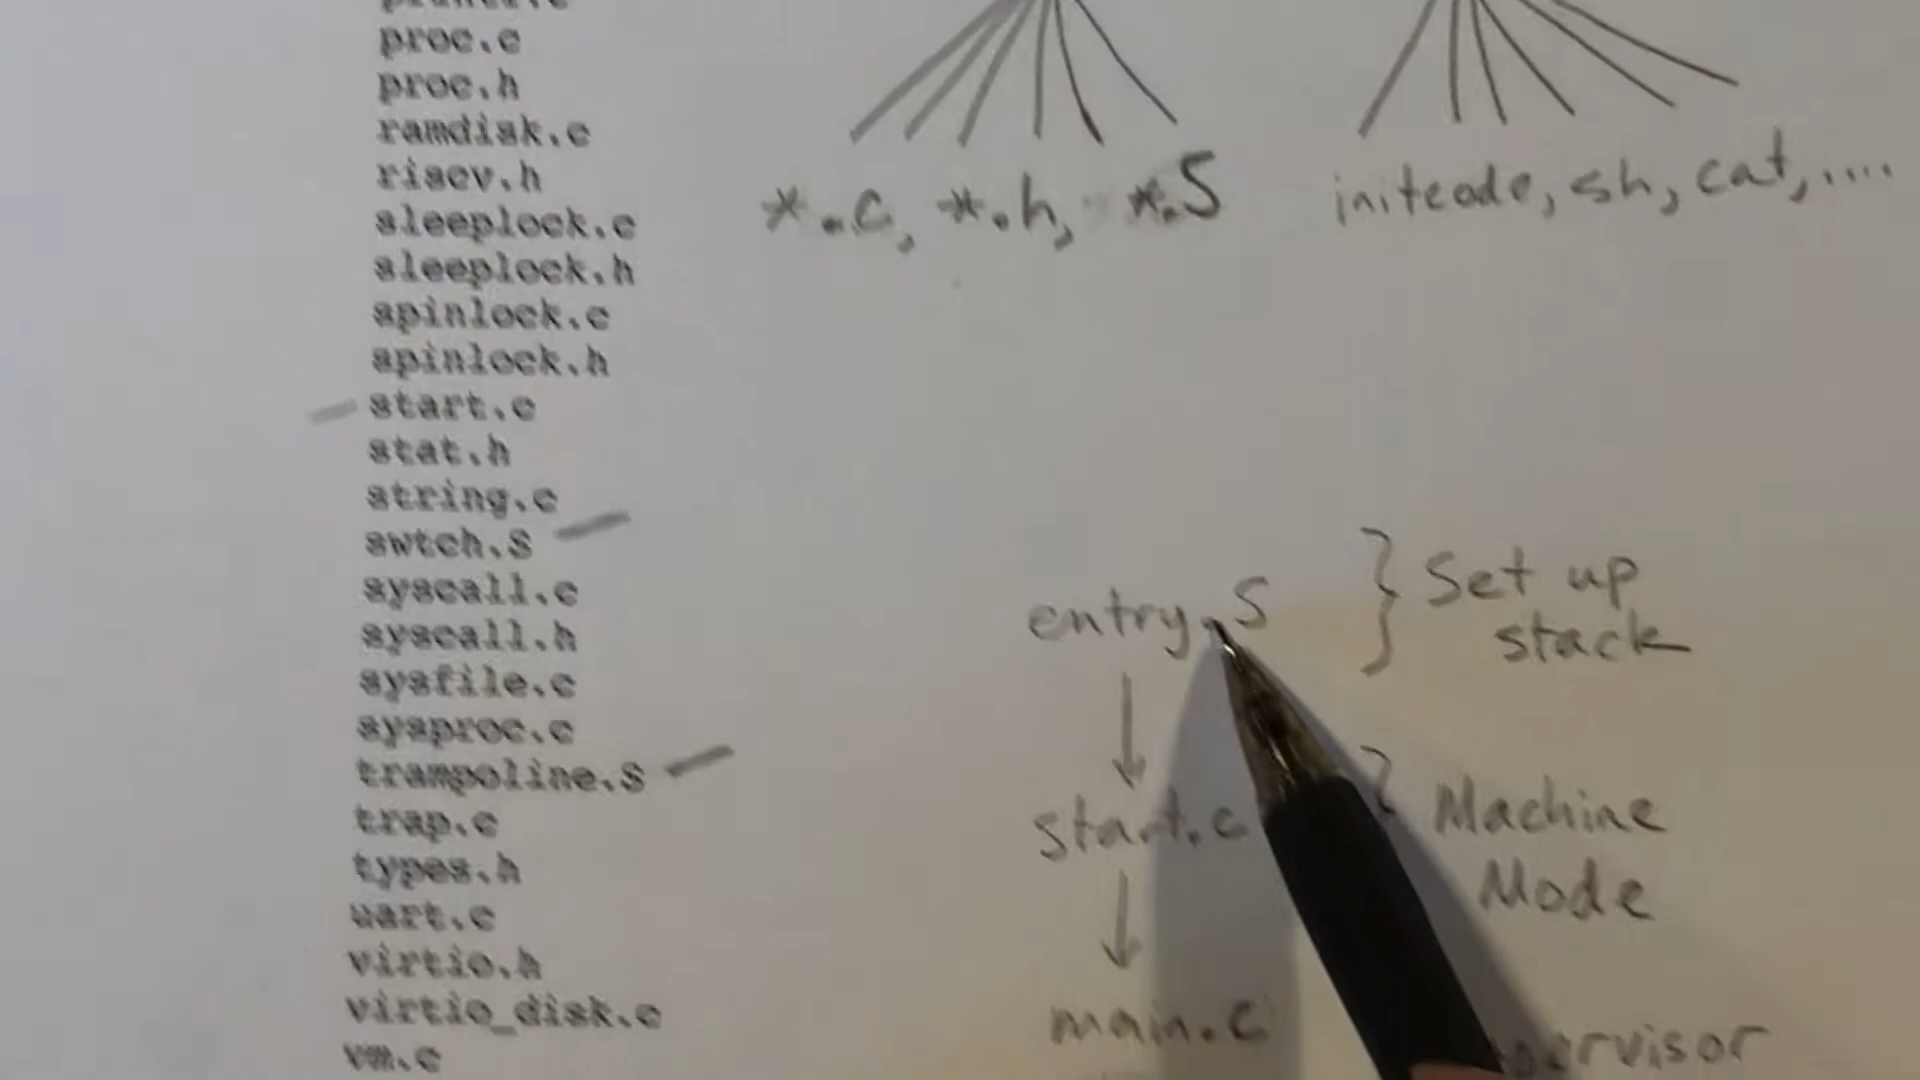 proc.c
proc.h
ramdisk.c
riscv.h
sleeplock.c
sleeplock.h
spinlock.c
spinlock.h
start.c
stat.h
string.c
swtch.S
syscall.c
syscall.h
sysfile.c
sysproc.c
trampoline.S
trap.c
types.h
uart.c
virtio.h
virtio_disk.c
vm.c
*.c, *.h, *.S
initcode, sh, cat, ....
entry.S } Set up
stack
start.c } Machine
Mode
main.c